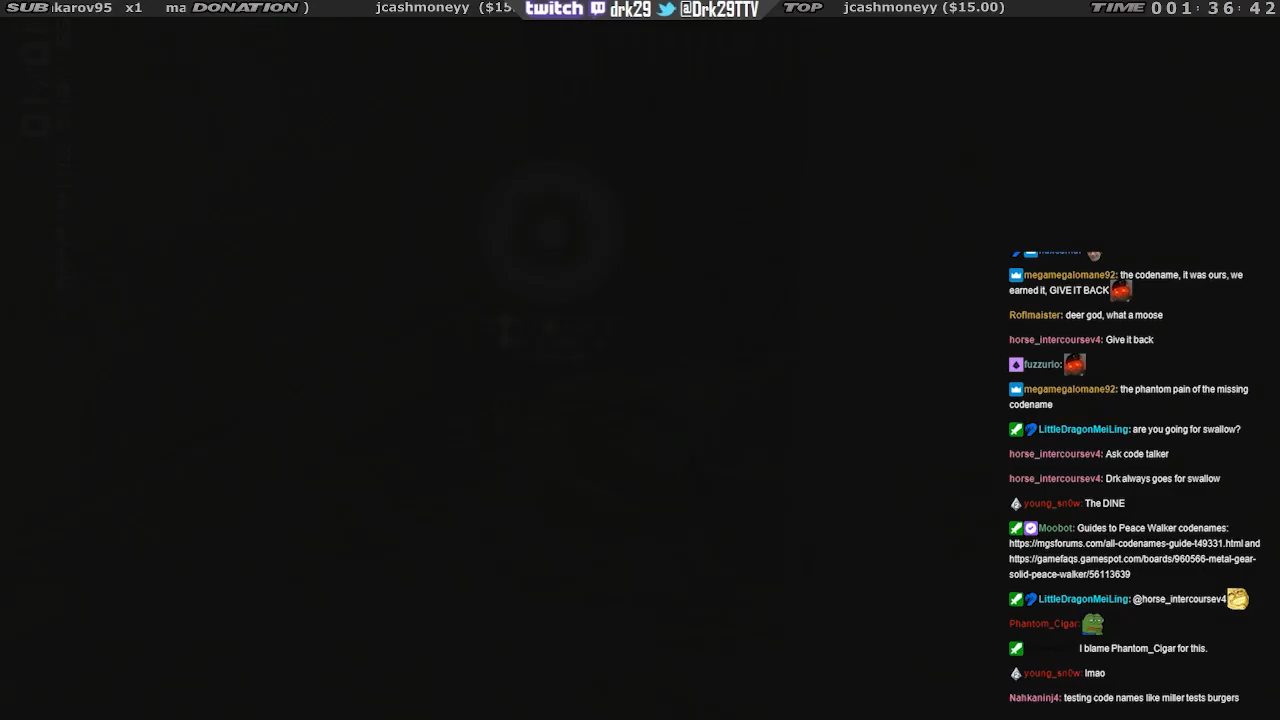 SUB karov95 x1 ma DONATION ) jcashmoneyy ($15. twitch drk29 @Drk29TTV TOP jcashmoneyy ($15.00) TIME 001:36:42
megamegalomane92: the codename, it was ours, we
earned it, GIVE IT BACK
Roflmaister: deer god, what a moose
horse_intercoursev4: Give it back
fuzzurio:
megamegalomane92: the phantom pain of the missing
codename
LittleDragonMeiLing: are you going for swallow?
horse_intercoursev4: Ask code talker
horse_intercoursev4: Drk always goes for swallow
young_sn0w: The DINE
Moobot: Guides to Peace Walker codenames:
https://mgsforums.com/all-codenames-guide-t49331.html and
https://gamefaqs.gamespot.com/boards/960566-metal-gear-
solid-peace-walker/56113639
LittleDragonMeiLing: @horse_intercoursev4
Phantom_Cigar:
I blame Phantom_Cigar for this.
young_sn0w: lmao
Nahkaninj4: testing code names like miller tests burgers